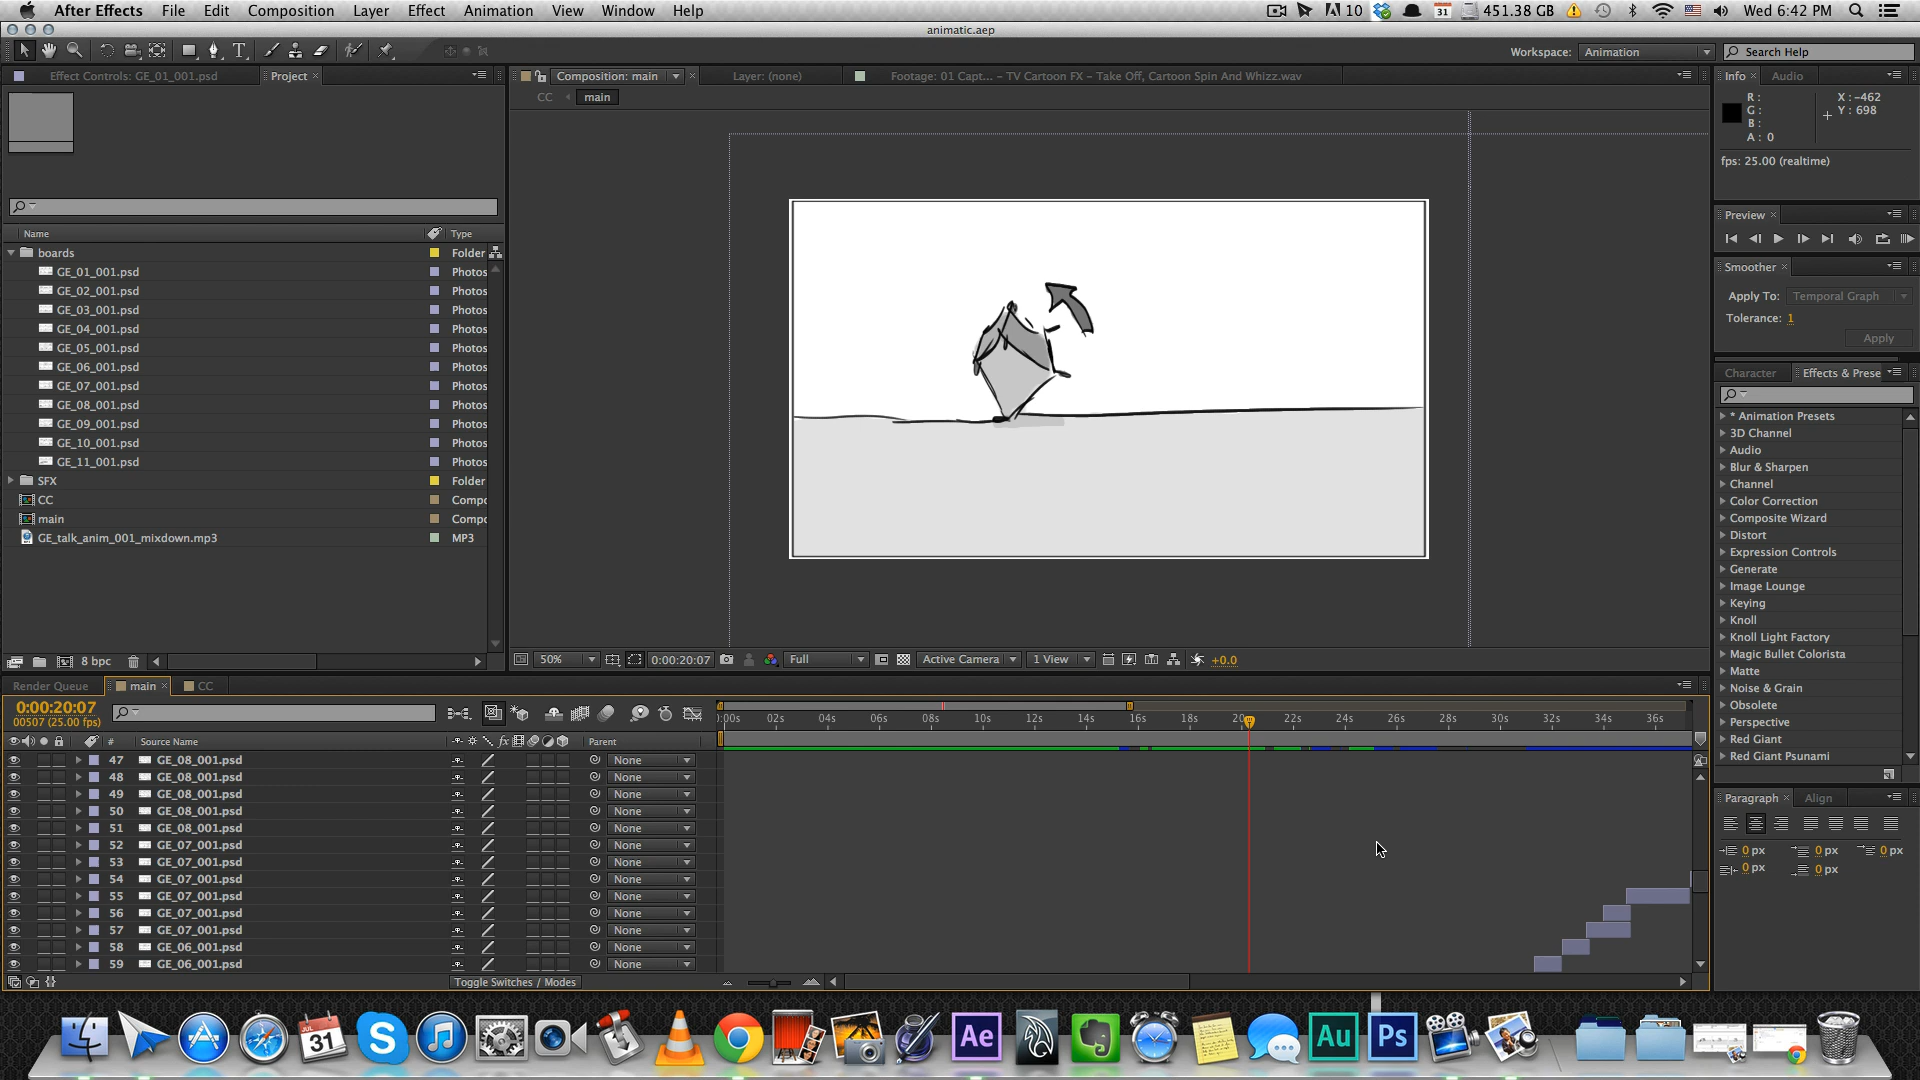 After Effects File Edit Composition Layer Effect Animation View Window Help 10 31 451.38 GB Wed 6:42 PM
animatic.aep
Workspace: Animation Search Help
Effect Controls: GE_01_001.psd Project Composition: main Layer: (none) Footage: 01 Capt... – TV Cartoon FX – Take Off, Cartoon Spin And Whizz.wav Info Audio
CC main
R:
G:
B:
A: 0
X: -462
Y: 698
fps: 25.00 (realtime)
Preview
Smoother
Apply To: Temporal Graph
Tolerance: 1
Apply
Name Type
boards Folder
GE_01_001.psd Photos
GE_02_001.psd Photos
GE_03_001.psd Photos
GE_04_001.psd Photos
GE_05_001.psd Photos
GE_06_001.psd Photos
GE_07_001.psd Photos
GE_08_001.psd Photos
GE_09_001.psd Photos
GE_10_001.psd Photos
GE_11_001.psd Photos
SFX Folder
CC Compo
main Compo
GE_talk_anim_001_mixdown.mp3 MP3
8 bpc
50% 0:00:20:07 Full Active Camera 1 View +0.0
Character Effects & Prese
* Animation Presets
3D Channel
Audio
Blur & Sharpen
Channel
Color Correction
Composite Wizard
Distort
Expression Controls
Generate
Image Lounge
Keying
Knoll
Knoll Light Factory
Magic Bullet Colorista
Matte
Noise & Grain
Obsolete
Perspective
Red Giant
Red Giant Psunami
Paragraph Align
0 px 0 px 0 px
0 px 0 px
Render Queue main CC
0:00:20:07
00507 (25.00 fps)
):00s 02s 04s 06s 08s 10s 12s 14s 16s 18s 20s 22s 24s 26s 28s 30s 32s 34s 36s
# Source Name Parent
47 GE_08_001.psd None
48 GE_08_001.psd None
49 GE_08_001.psd None
50 GE_08_001.psd None
51 GE_08_001.psd None
52 GE_07_001.psd None
53 GE_07_001.psd None
54 GE_07_001.psd None
55 GE_07_001.psd None
56 GE_07_001.psd None
57 GE_07_001.psd None
58 GE_06_001.psd None
59 GE_06_001.psd None
Toggle Switches / Modes
JUL 31 Ae Au Ps